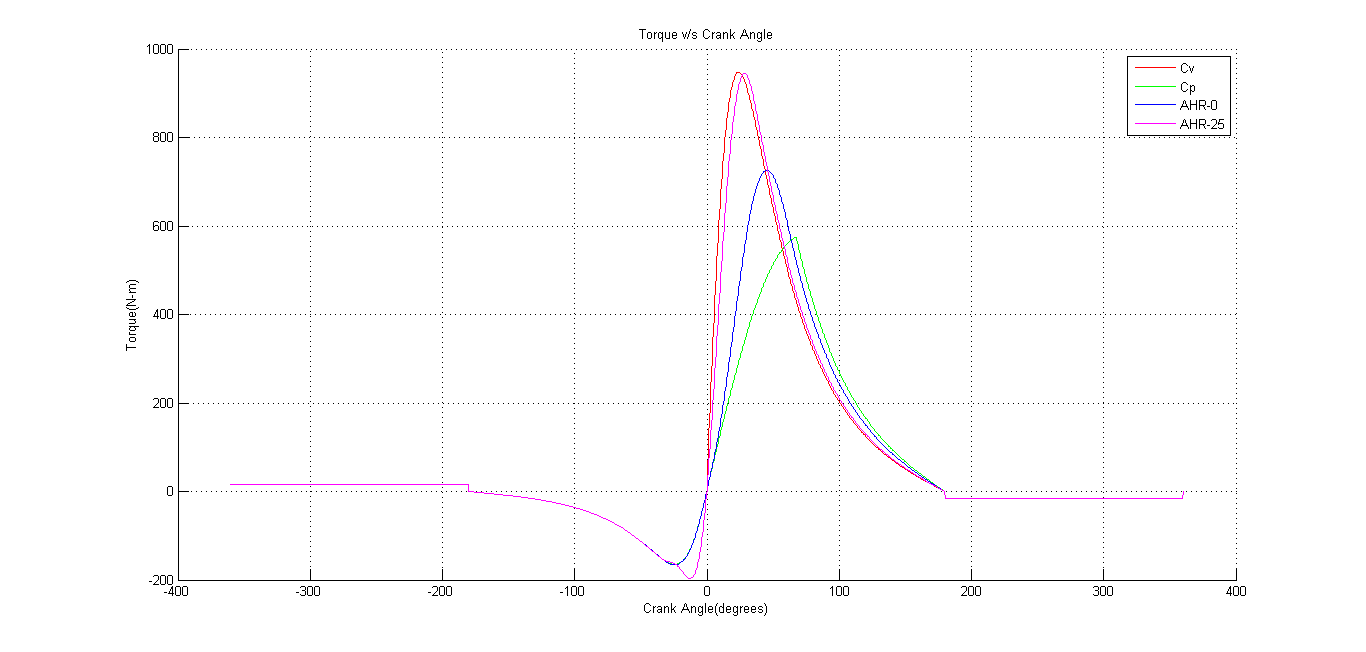 Torque v/s Crank Angle
Cv
Cp
AHR-0
AHR-25
1000
800
600
400
200
0
-200
Torque(N-m)
-400
-300
-200
-100
0
100
200
300
400
Crank Angle(degrees)